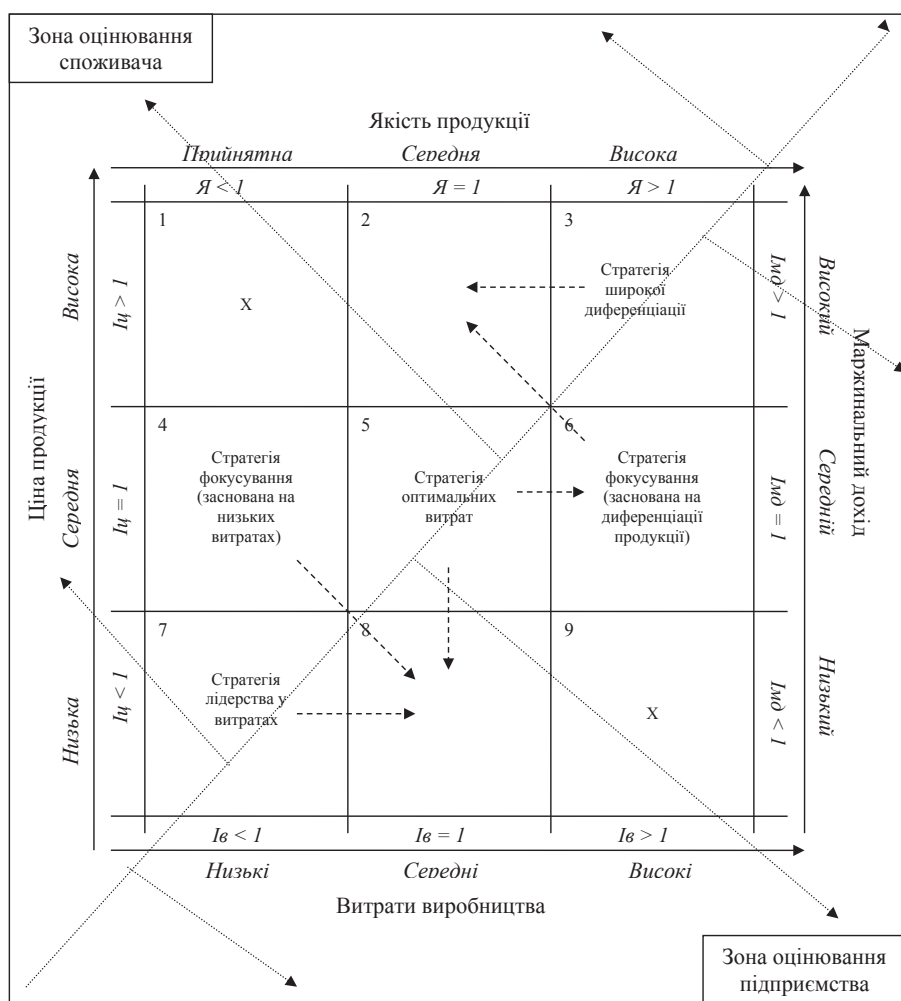 Зона оцінювання
споживача
Якість продукції
Прийнятна
Середня
Висока
Я < 1
Я = 1
Я > 1
Ціна продукції
Висока
Середня
Низька
Іц > 1
Іц = 1
Іц < 1
1
X
2
3
Стратегія
широкої
диференціації
4
Стратегія
фокусування
(заснована на
низьких
витратах)
5
Стратегія
оптимальних
витрат
6
Стратегія
фокусування
(заснована на
диференціації
продукції)
7
Стратегія
лідерства у
витратах
8
9
X
Імд > 1
Імд = 1
Імд < 1
Високий
Середній
Низький
Маржинальний дохід
Ів < 1
Ів = 1
Ів > 1
Низькі
Середні
Високі
Витрати виробництва
Зона оцінювання
підприємства